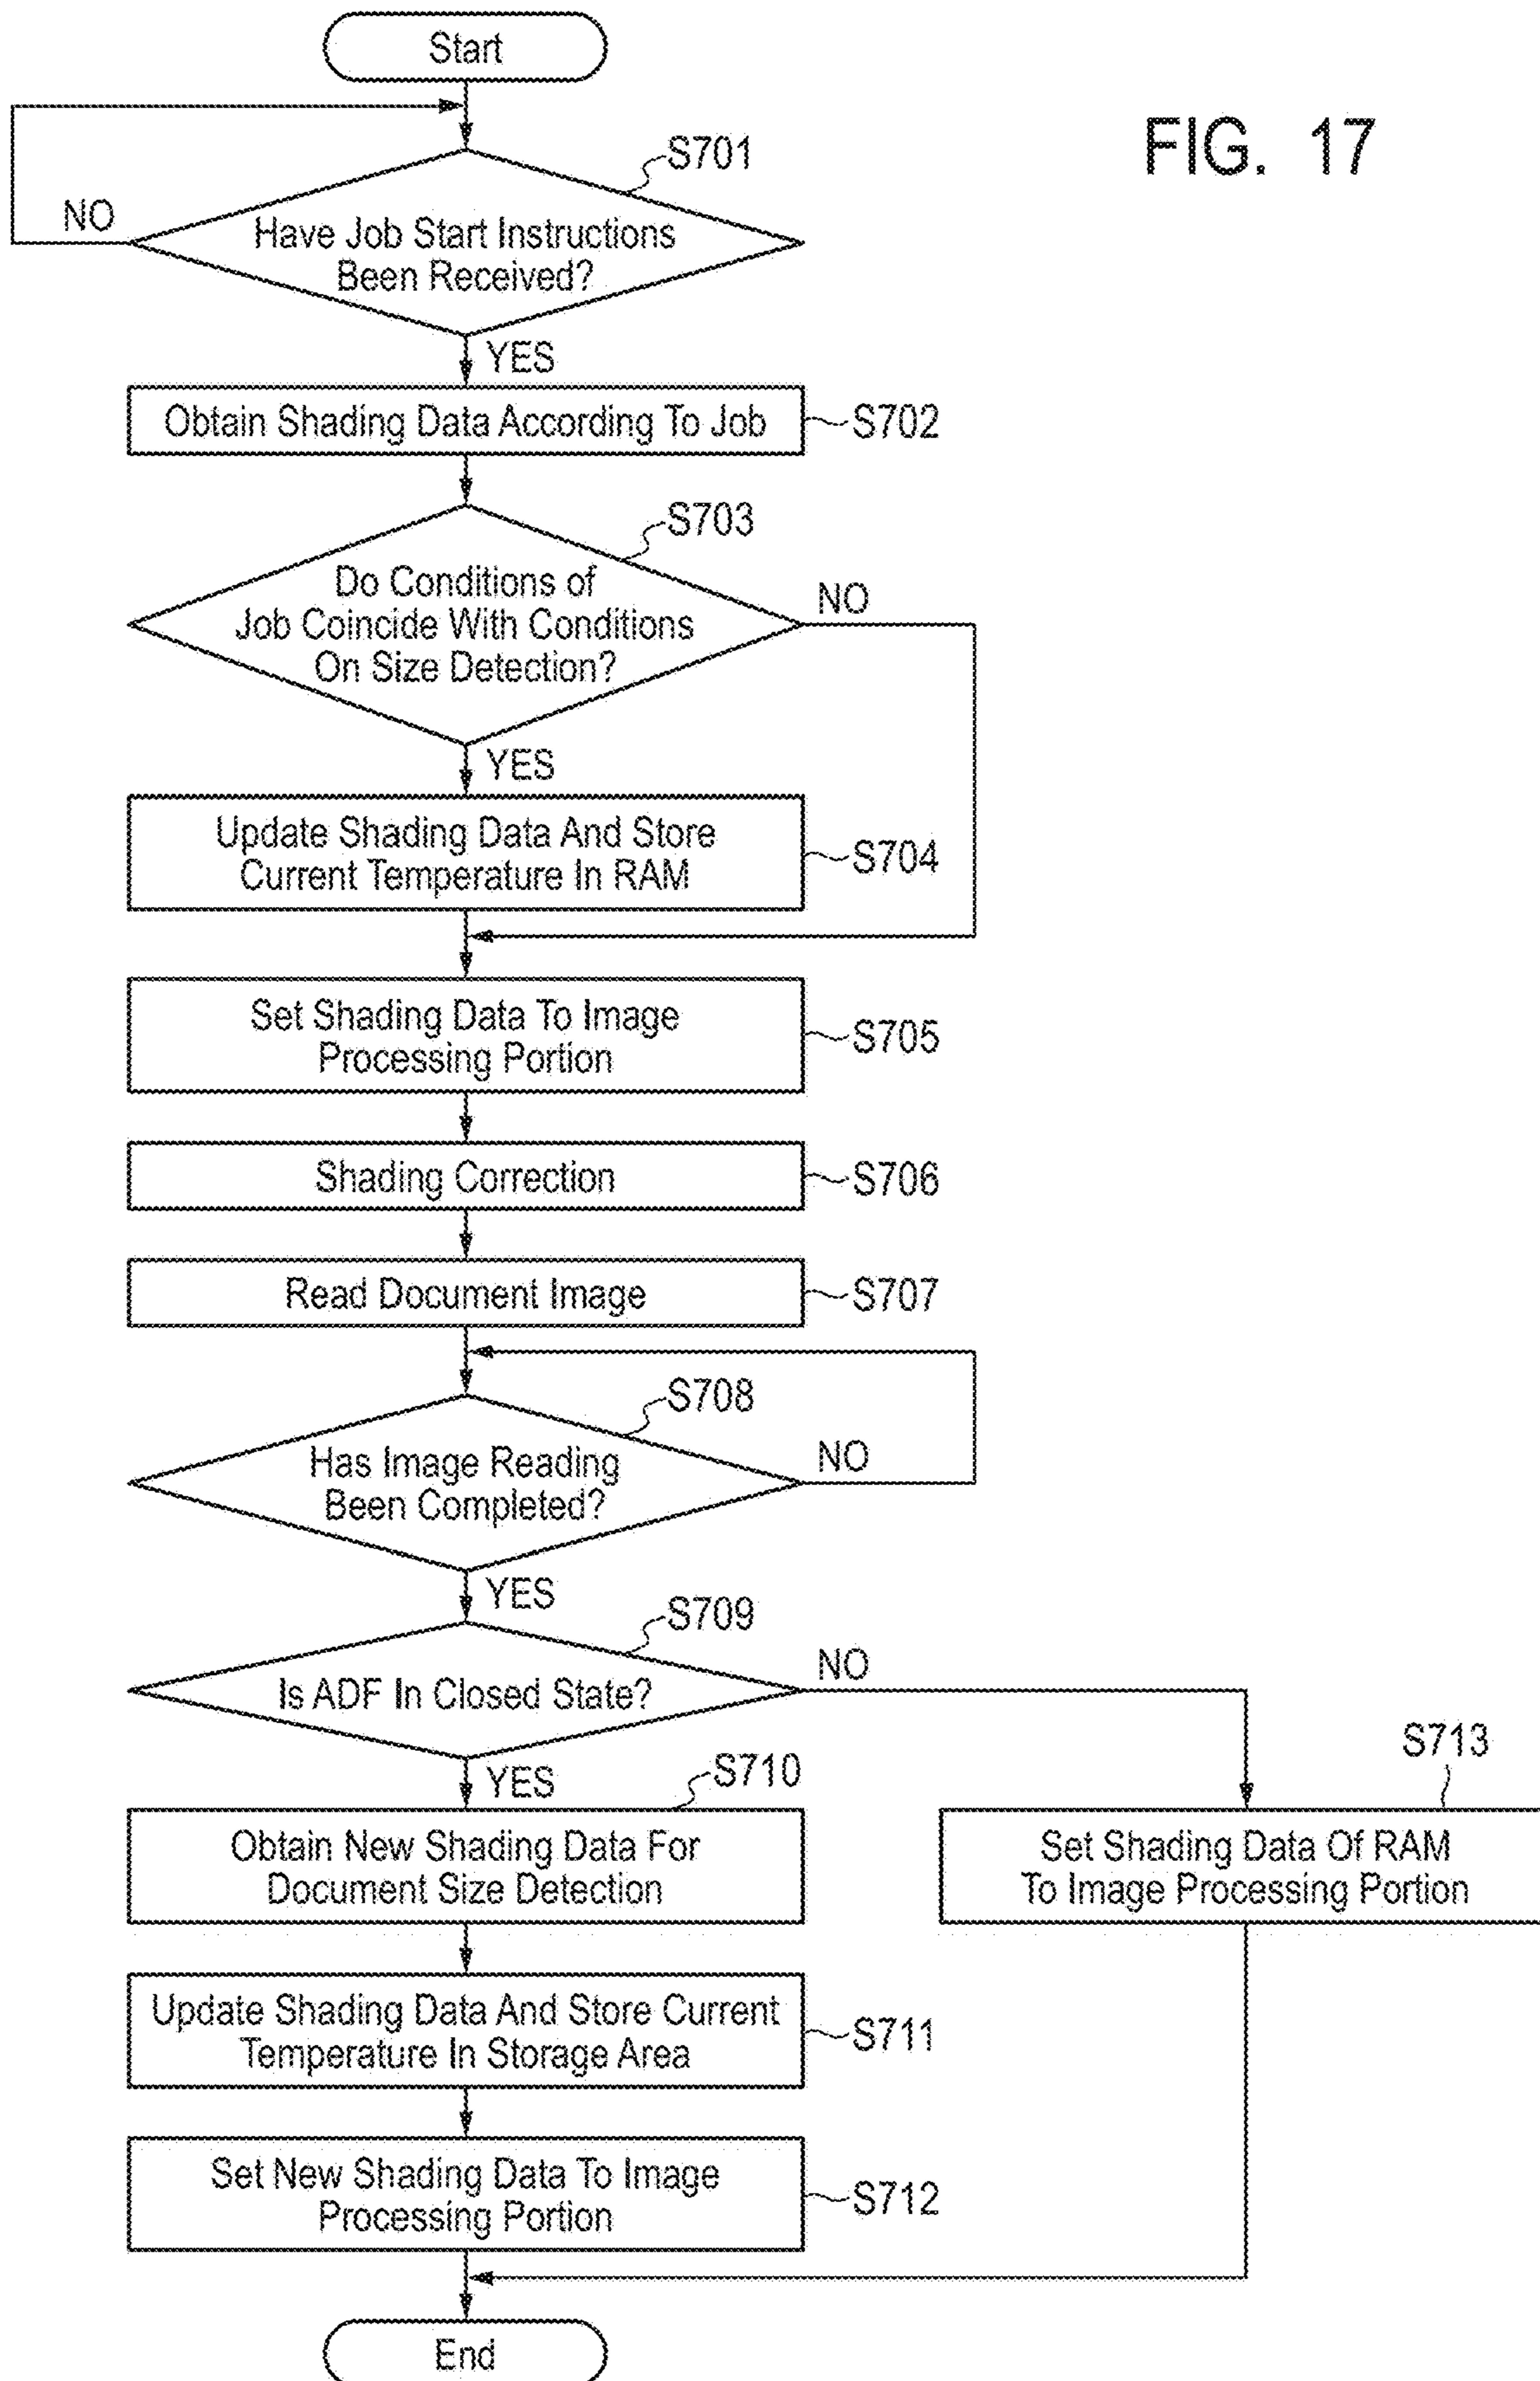 Start
FIG. 17
S701
NO
Have Job Start Instructions
Been Received?
YES
Obtain Shading Data According To Job
S702
S703
Do Conditions of
Job Coincide With Conditions
On Size Detection?
NO
YES
Update Shading Data And Store
Current Temperature In RAM
S704
Set Shading Data To Image
Processing Portion
S705
Shading Correction
S706
Read Document Image
S707
S708
Has Image Reading
Been Completed?
NO
YES
S709
Is ADF In Closed State?
NO
YES
S710
Obtain New Shading Data For
Document Size Detection
S713
Set Shading Data Of RAM
To Image Processing Portion
Update Shading Data And Store Current
Temperature In Storage Area
S711
Set New Shading Data To Image
Processing Portion
S712
End